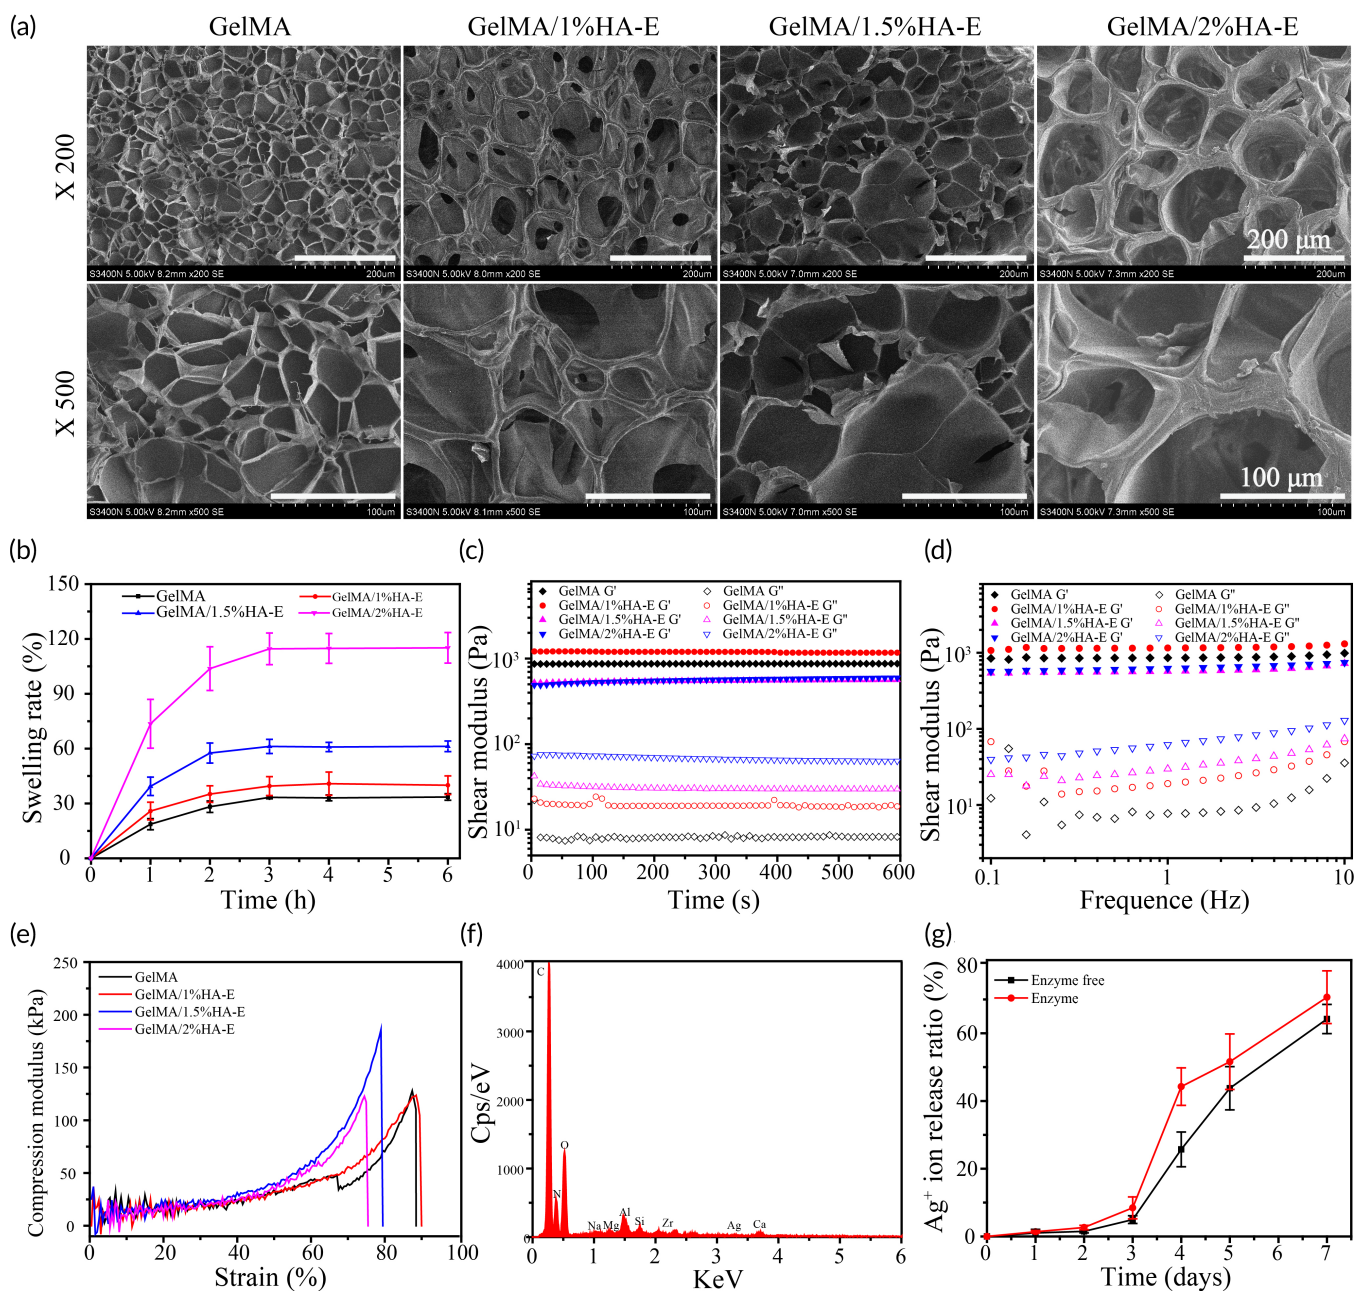 (a)
GelMA
GelMA/1%HA-E
GelMA/1.5%HA-E
GelMA/2%HA-E
X 200
200 μm
S3400N 5.00kV 8.2mm x200 SE
200um
S3400N 5.00kV 8.0mm x200 SE
200um
S3400N 5.00kV 7.0mm x200 SE
200um
S3400N 5.00kV 7.3mm x200 SE
200um
X 500
100 μm
S3400N 5.00kV 8.2mm x500 SE
100um
S3400N 5.00kV 8.1mm x500 SE
100um
S3400N 5.00kV 7.0mm x500 SE
100um
S3400N 5.00kV 7.3mm x500 SE
100um
(b)
Swelling rate (%)
150
120
90
60
30
0
GelMA
GelMA/1%HA-E
GelMA/1.5%HA-E
GelMA/2%HA-E
0 1 2 3 4 5 6
Time (h)
(c)
Shear modulus (Pa)
GelMA G'
GelMA G"
GelMA/1%HA-E G'
GelMA/1%HA-E G"
GelMA/1.5%HA-E G'
GelMA/1.5%HA-E G"
GelMA/2%HA-E G'
GelMA/2%HA-E G"
10³
10²
10¹
0 100 200 300 400 500 600
Time (s)
(d)
Shear modulus (Pa)
GelMA G'
GelMA G"
GelMA/1%HA-E G'
GelMA/1%HA-E G"
GelMA/1.5%HA-E G'
GelMA/1.5%HA-E G"
GelMA/2%HA-E G'
GelMA/2%HA-E G"
10³
10²
10¹
0.1 1 10
Frequence (Hz)
(e)
Compression modulus (kPa)
250
200
150
100
50
0
GelMA
GelMA/1%HA-E
GelMA/1.5%HA-E
GelMA/2%HA-E
0 20 40 60 80 100
Strain (%)
(f)
Cps/eV
4000
3000
2000
1000
0
C
N
O
Na
Mg
Al
Si
Zr
Ag
Ca
0 1 2 3 4 5 6
KeV
(g)
Ag⁺ ion release ratio (%)
80
60
40
20
0
Enzyme free
Enzyme
0 1 2 3 4 5 6 7
Time (days)